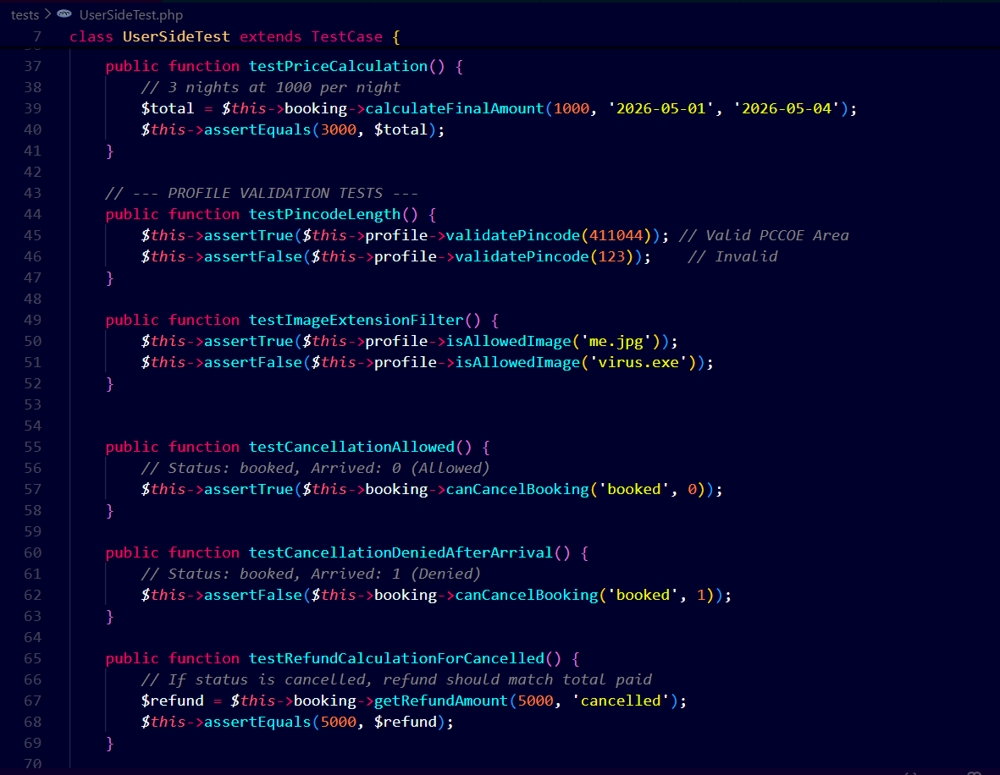 tests > UserSideTest.php
7 class UserSideTest extends TestCase {
37 public function testPriceCalculation() {
38 // 3 nights at 1000 per night
39 $total = $this->booking->calculateFinalAmount(1000, '2026-05-01', '2026-05-04');
40 $this->assertEquals(3000, $total);
41 }
42
43 // --- PROFILE VALIDATION TESTS ---
44 public function testPincodeLength() {
45 $this->assertTrue($this->profile->validatePincode(411044)); // Valid PCCOE Area
46 $this->assertFalse($this->profile->validatePincode(123)); // Invalid
47 }
48
49 public function testImageExtensionFilter() {
50 $this->assertTrue($this->profile->isAllowedImage('me.jpg'));
51 $this->assertFalse($this->profile->isAllowedImage('virus.exe'));
52 }
53
54
55 public function testCancellationAllowed() {
56 // Status: booked, Arrived: 0 (Allowed)
57 $this->assertTrue($this->booking->canCancelBooking('booked', 0));
58 }
59
60 public function testCancellationDeniedAfterArrival() {
61 // Status: booked, Arrived: 1 (Denied)
62 $this->assertFalse($this->booking->canCancelBooking('booked', 1));
63 }
64
65 public function testRefundCalculationForCancelled() {
66 // If status is cancelled, refund should match total paid
67 $refund = $this->booking->getRefundAmount(5000, 'cancelled');
68 $this->assertEquals(5000, $refund);
69 }
70